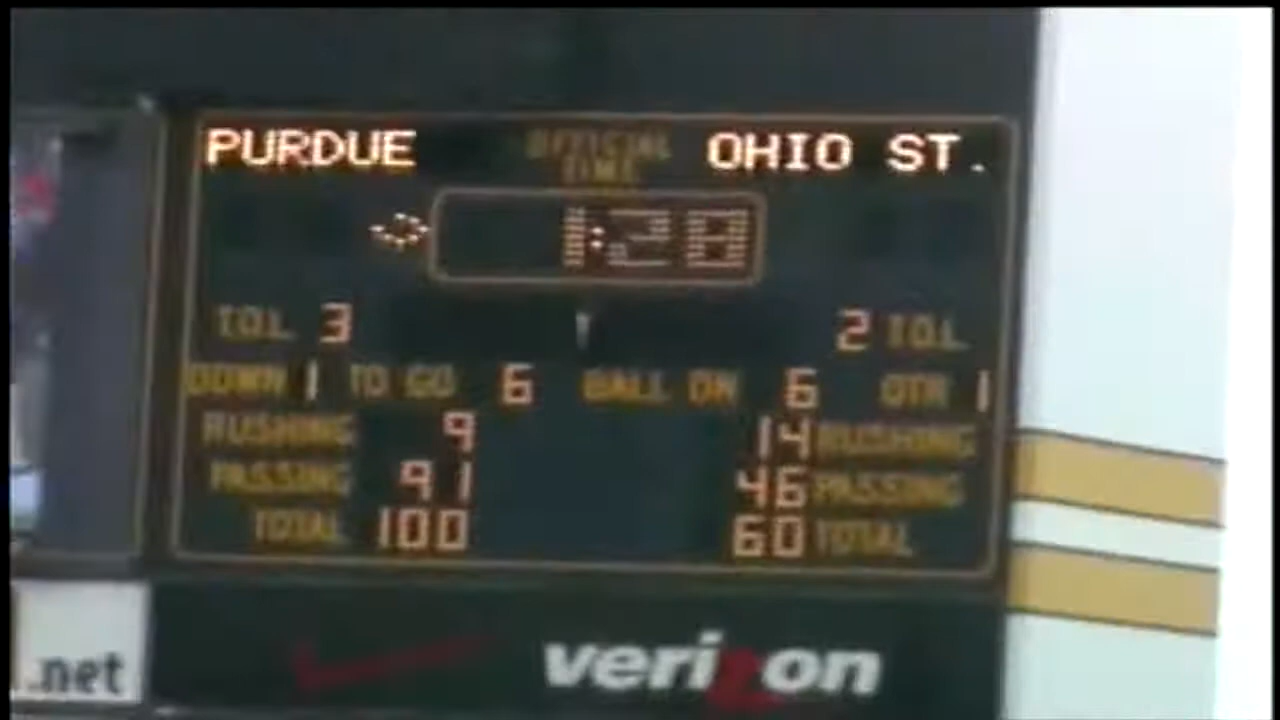 PURDUE OFFICIAL TIME OHIO ST.
1:28
T.O.L. 3 2 T.O.L.
DOWN 1 TO GO 6 BALL ON 6 QTR 1
RUSHING 9 14 RUSHING
PASSING 91 46 PASSING
TOTAL 100 60 TOTAL
.net verizon